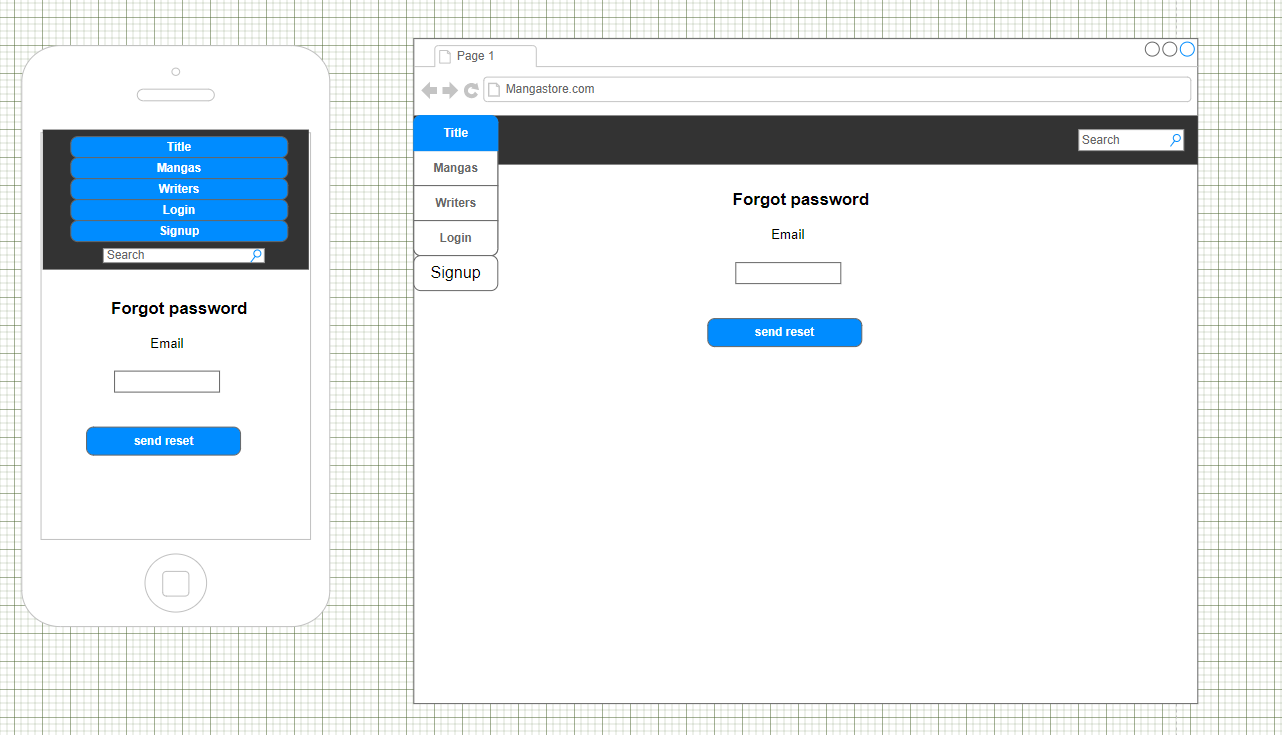 Title
Mangas
Writers
Login
Signup
Search
Forgot password
Email
send reset
Page 1
Mangastore.com
Title
Search
Mangas
Writers
Login
Signup
Forgot password
Email
send reset